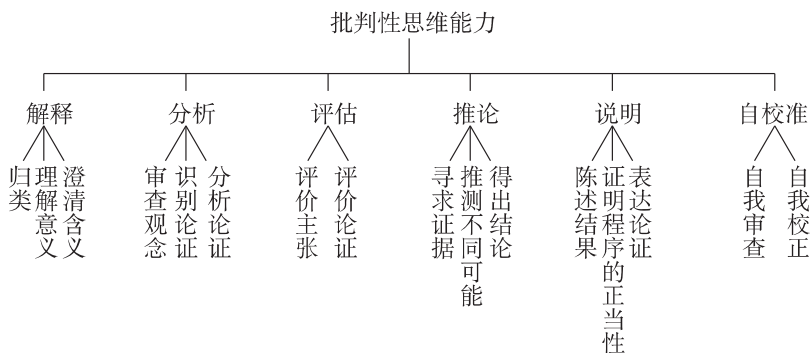 批判性思维能力
解释
分析
评估
推论
说明
自校准
归类
理解意义
澄清含义
审查观念
识别论证
分析论证
评价主张
评价论证
寻求证据
推测不同可能
得出结论
陈述结果
证明程序的正当性
表达论证
自我审查
自我校正